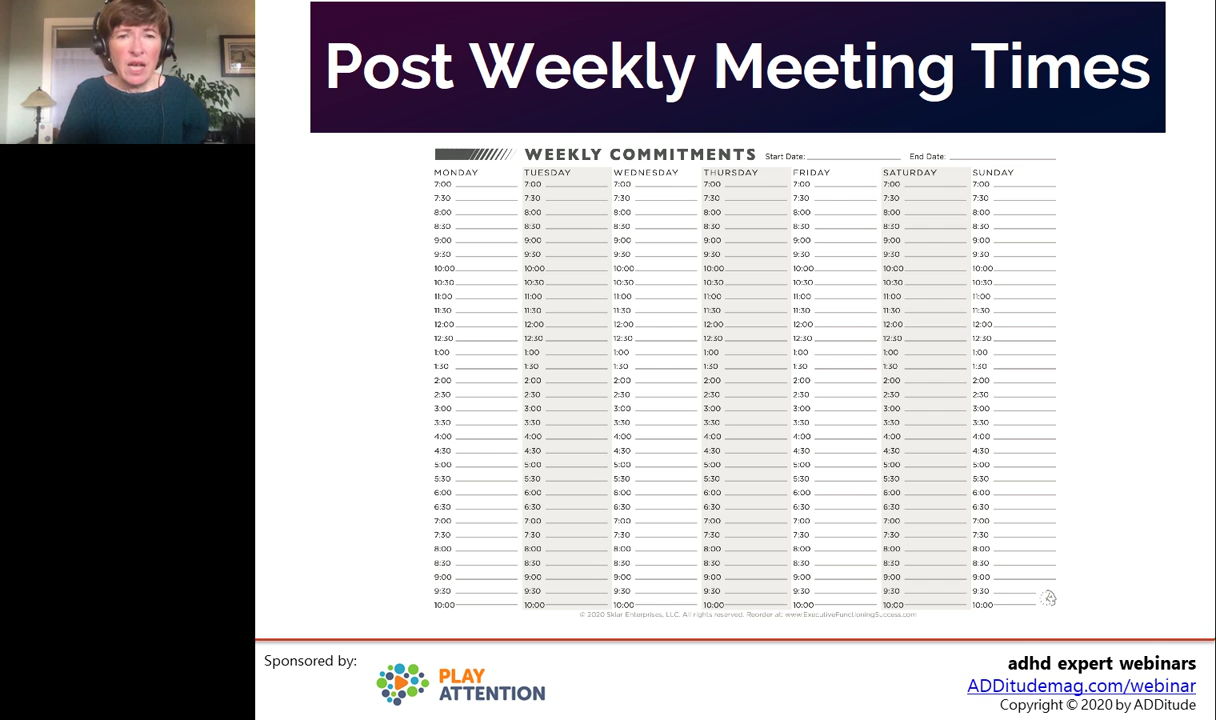 Post Weekly Meeting Times
WEEKLY COMMITMENTS Start Date: End Date:
MONDAY TUESDAY WEDNESDAY THURSDAY FRIDAY SATURDAY SUNDAY
7:00 7:00 7:00 7:00 7:00 7:00 7:00
7:30 7:30 7:30 7:30 7:30 7:30 7:30
8:00 8:00 8:00 8:00 8:00 8:00 8:00
8:30 8:30 8:30 8:30 8:30 8:30 8:30
9:00 9:00 9:00 9:00 9:00 9:00 9:00
9:30 9:30 9:30 9:30 9:30 9:30 9:30
10:00 10:00 10:00 10:00 10:00 10:00 10:00
10:30 10:30 10:30 10:30 10:30 10:30 10:30
11:00 11:00 11:00 11:00 11:00 11:00 11:00
11:30 11:30 11:30 11:30 11:30 11:30 11:30
12:00 12:00 12:00 12:00 12:00 12:00 12:00
12:30 12:30 12:30 12:30 12:30 12:30 12:30
1:00 1:00 1:00 1:00 1:00 1:00 1:00
1:30 1:30 1:30 1:30 1:30 1:30 1:30
2:00 2:00 2:00 2:00 2:00 2:00 2:00
2:30 2:30 2:30 2:30 2:30 2:30 2:30
3:00 3:00 3:00 3:00 3:00 3:00 3:00
3:30 3:30 3:30 3:30 3:30 3:30 3:30
4:00 4:00 4:00 4:00 4:00 4:00 4:00
4:30 4:30 4:30 4:30 4:30 4:30 4:30
5:00 5:00 5:00 5:00 5:00 5:00 5:00
5:30 5:30 5:30 5:30 5:30 5:30 5:30
6:00 6:00 6:00 6:00 6:00 6:00 6:00
6:30 6:30 6:30 6:30 6:30 6:30 6:30
7:00 7:00 7:00 7:00 7:00 7:00 7:00
7:30 7:30 7:30 7:30 7:30 7:30 7:30
8:00 8:00 8:00 8:00 8:00 8:00 8:00
8:30 8:30 8:30 8:30 8:30 8:30 8:30
9:00 9:00 9:00 9:00 9:00 9:00 9:00
9:30 9:30 9:30 9:30 9:30 9:30 9:30
10:00 10:00 10:00 10:00 10:00 10:00 10:00
© 2020 Sklar Enterprises, LLC. All rights reserved. Reorder at: www.ExecutiveFunctioningSuccess.com
Sponsored by:
PLAY
ATTENTION
adhd expert webinars
ADDitudemag.com/webinar
Copyright © 2020 by ADDitude